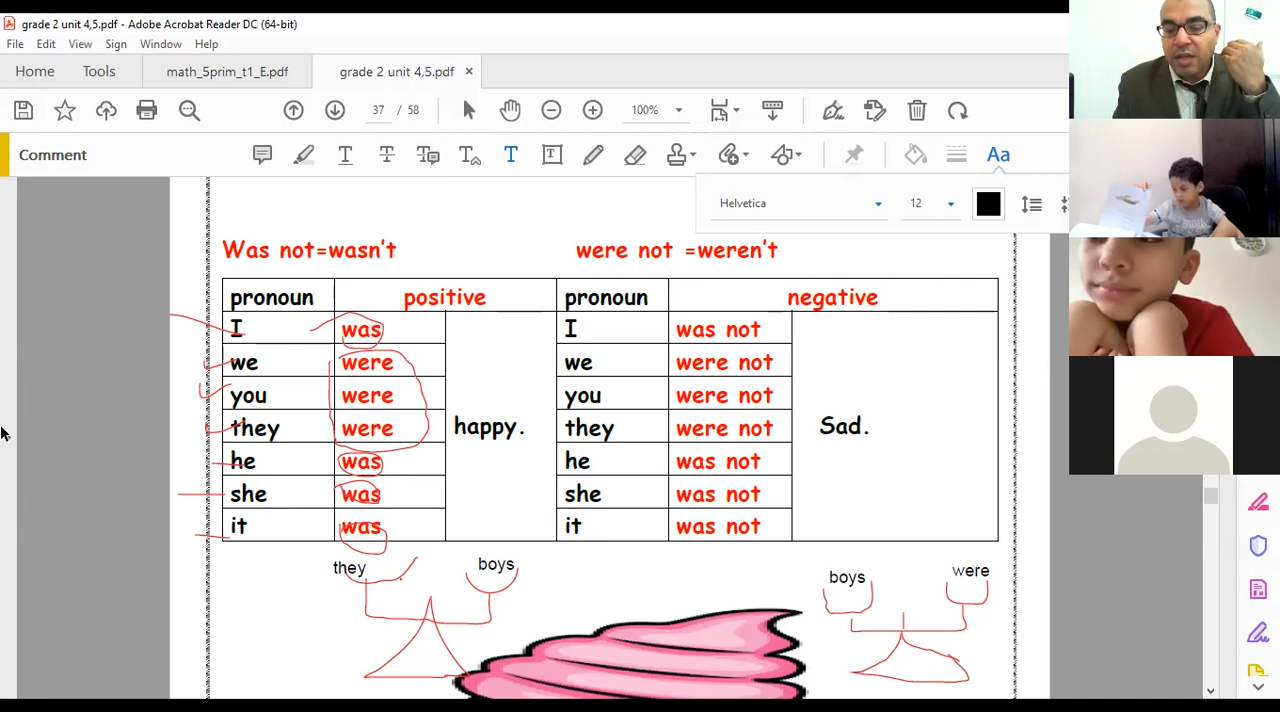 grade 2 unit 4,5.pdf - Adobe Acrobat Reader DC (64-bit)
File Edit View Sign Window Help
Home Tools math_5prim_t1_E.pdf grade 2 unit 4,5.pdf ×
37 / 58 100%
Comment T T T T T Aa
Helvetica 12
Was not=wasn't were not =weren't
pronoun positive pronoun negative
I was I was not
we were we were not
you were you were not
they were happy. they were not Sad.
he was he was not
she was she was not
it was it was not
they boys boys were